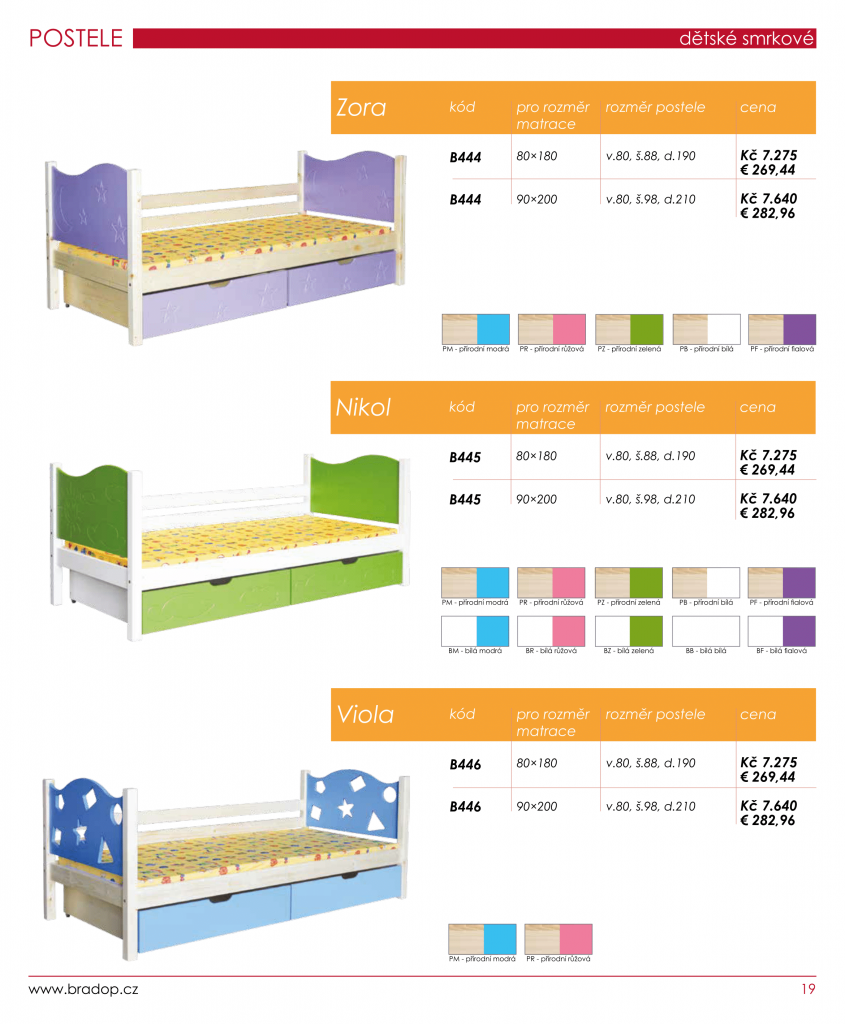 POSTELE
dětské smrkové
Zora
kód pro rozměr rozměr postele cena
matrace
B444 80×180 v.80, š.88, d.190 Kč 7.275
€ 269,44
B444 90×200 v.80, š.98, d.210 Kč 7.640
€ 282,96
PM - přírodní modrá PR - přírodní růžová PZ - přírodní zelená PB - přírodní bílá PF - přírodní fialová
Nikol
kód pro rozměr rozměr postele cena
matrace
B445 80×180 v.80, š.88, d.190 Kč 7.275
€ 269,44
B445 90×200 v.80, š.98, d.210 Kč 7.640
€ 282,96
PM - přírodní modrá PR - přírodní růžová PZ - přírodní zelená PB - přírodní bílá PF - přírodní fialová
BM - bílá modrá BR - bílá růžová BZ - bílá zelená BB - bílá bílá BF - bílá fialová
Viola
kód pro rozměr rozměr postele cena
matrace
B446 80×180 v.80, š.88, d.190 Kč 7.275
€ 269,44
B446 90×200 v.80, š.98, d.210 Kč 7.640
€ 282,96
PM - přírodní modrá PR - přírodní růžová
www.bradop.cz
19